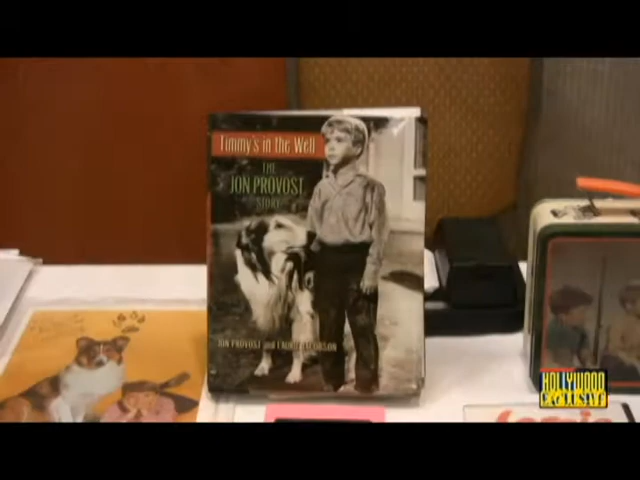 Timmy's in the Well
THE
JON PROVOST
STORY
JON PROVOST AND LAURIE JACOBSON
HOLLYWOOD
EXCLUSIVE